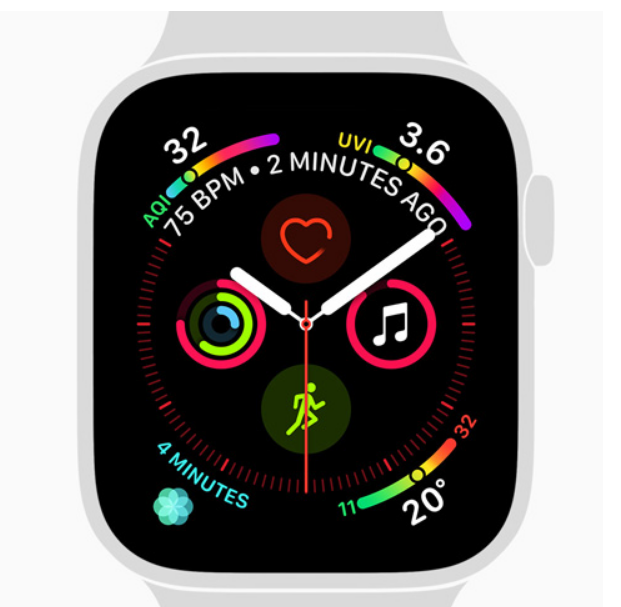 32
AQI
75 BPM • 2 MINUTES AGO
UVI
3.6
4 MINUTES
11
20°
32